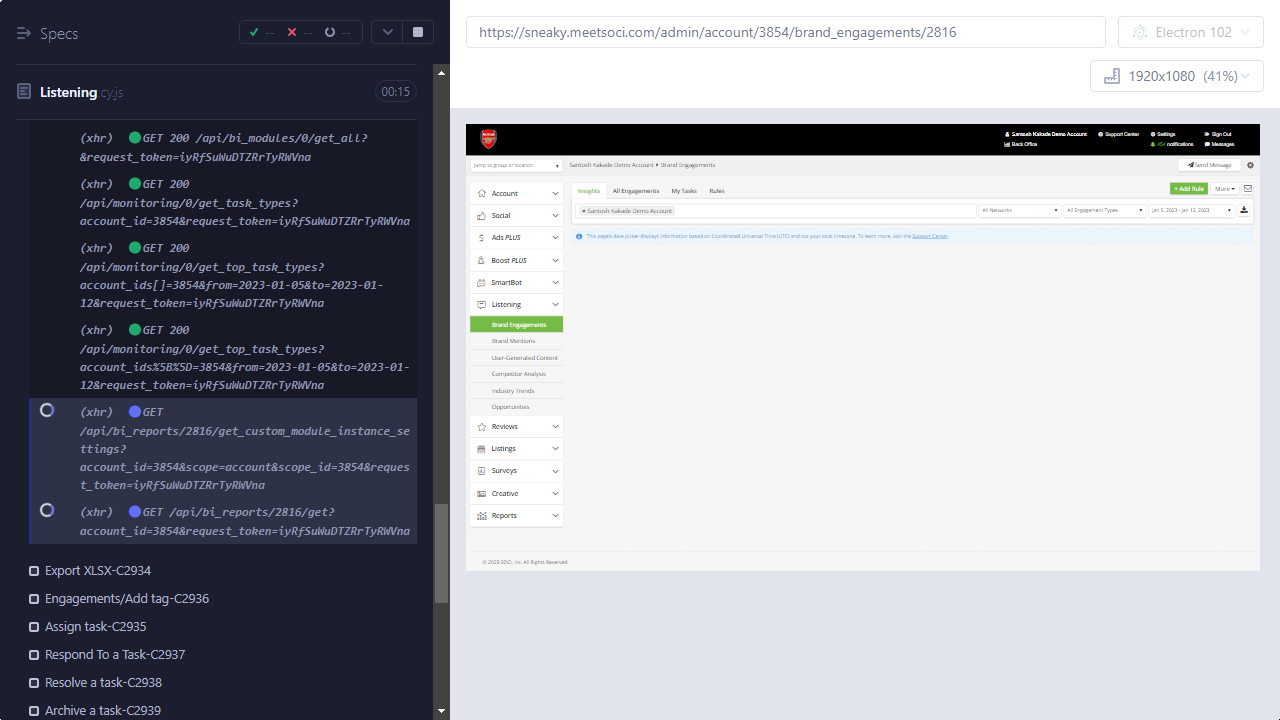 Specs
--
--
--
Listening.cy.js
00:15
(xhr) GET 200 /api/bi_modules/0/get_all?
&request_token=iyRfSuWuDTZRrTyRWVna
(xhr) GET 200
/api/monitoring/0/get_task_types?
account_id=3854&request_token=iyRfSuWuDTZRrTyRWVna
(xhr) GET 200
/api/monitoring/0/get_top_task_types?
account_ids[]=3854&from=2023-01-05&to=2023-01-
12&request_token=iyRfSuWuDTZRrTyRWVna
(xhr) GET 200
/api/monitoring/0/get_top_task_types?
account_ids%5B%5D=3854&from=2023-01-05&to=2023-01-
12&request_token=iyRfSuWuDTZRrTyRWVna
(xhr) GET
/api/bi_reports/2816/get_custom_module_instance_se
ttings?
account_id=3854&scope=account&scope_id=3854&reques
t_token=iyRfSuWuDTZRrTyRWVna
(xhr) GET /api/bi_reports/2816/get?
account_id=3854&request_token=iyRfSuWuDTZRrTyRWVna
Export XLSX-C2934
Engagements/Add tag-C2936
Assign task-C2935
Respond To a Task-C2937
Resolve a task-C2938
Archive a task-C2939
https://sneaky.meetsoci.com/admin/account/3854/brand_engagements/2816
Electron 102
1920x1080 (41%)
Arsenal
Santosh Kakade Demo Account
Support Center
Settings
Sign Out
Back Office
454 notifications
Messages
Jump to group or location
Santosh Kakade Demo Account
Brand Engagements
Send Message
Account
Social
Ads PLUS
Boost PLUS
SmartBot
Listening
Brand Engagements
Brand Mentions
User-Generated Content
Competitor Analysis
Industry Trends
Opportunities
Reviews
Listings
Surveys
Creative
Reports
Insights
All Engagements
My Tasks
Rules
+ Add Rule
More
× Santosh Kakade Demo Account
All Networks
All Engagement Types
Jan 5, 2023 - Jan 12, 2023
This page's date picker displays information based on Coordinated Universal Time (UTC) and not your local timezone. To learn more, visit the Support Center.
© 2023 SOCi, Inc. All Rights Reserved